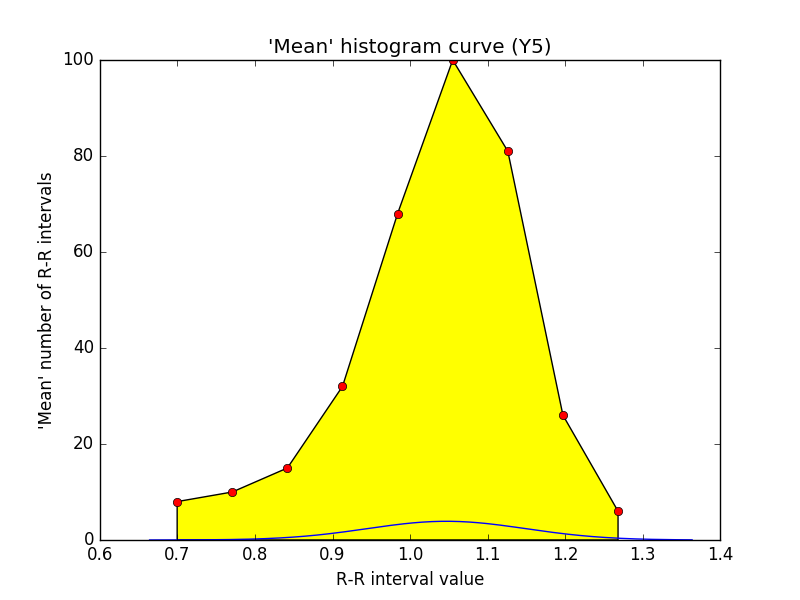 'Mean' histogram curve (Y5)
100
80
60
40
20
0
'Mean' number of R-R intervals
0.6 0.7 0.8 0.9 1.0 1.1 1.2 1.3 1.4
R-R interval value